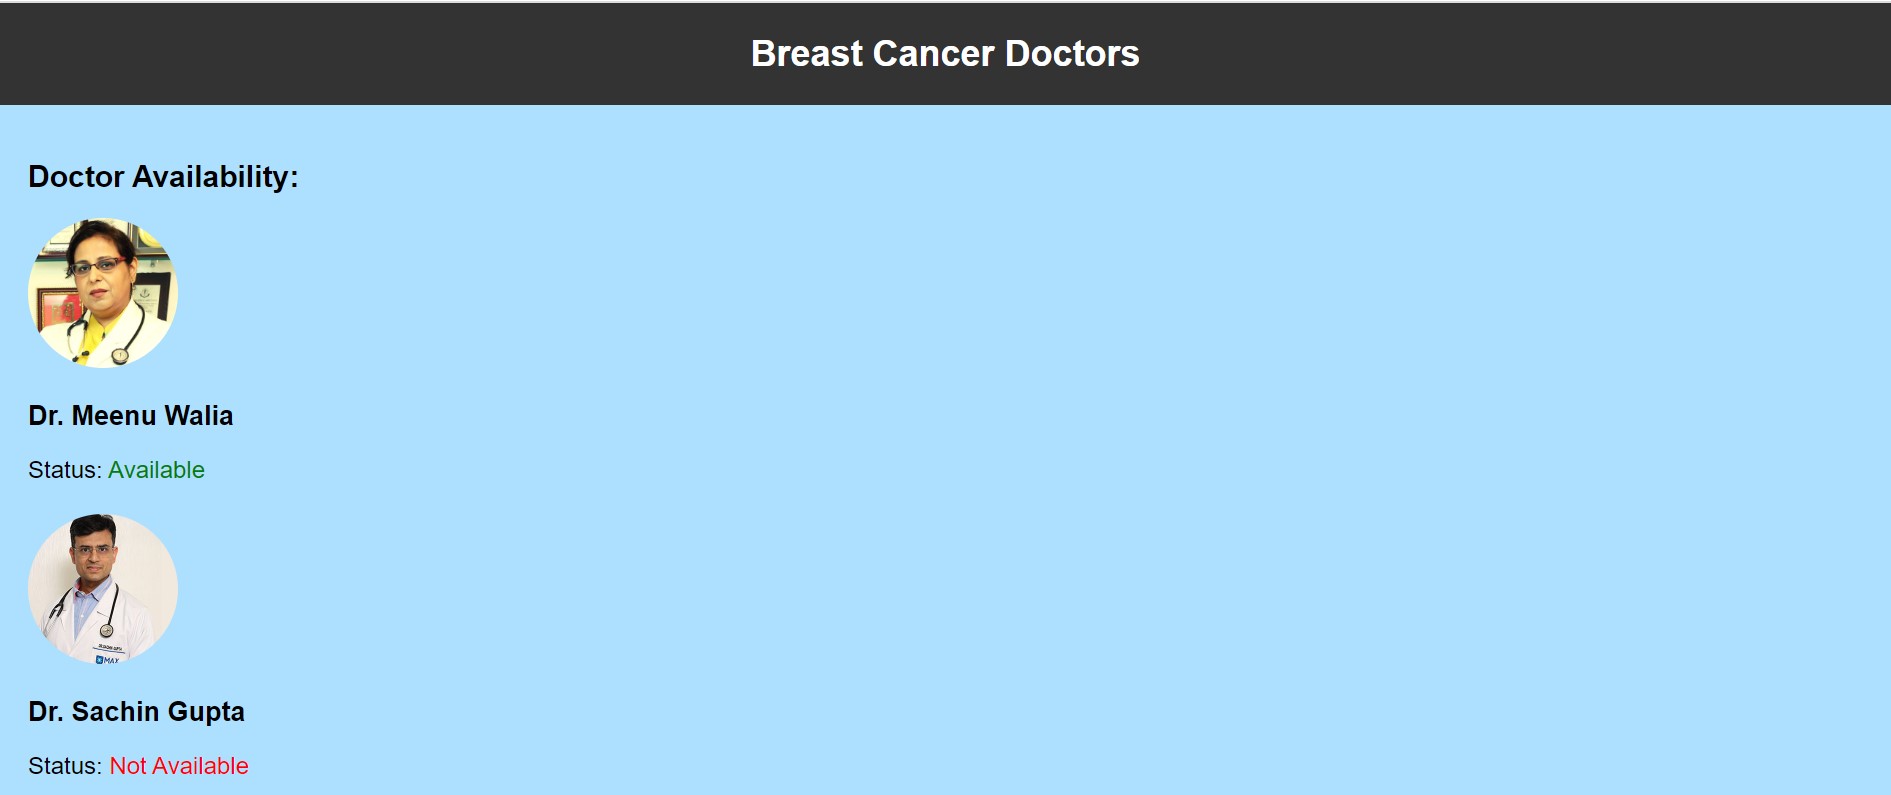 Breast Cancer Doctors
Doctor Availability:
Dr. Meenu Walia
Status: Available
MAX
Dr. Sachin Gupta
Status: Not Available